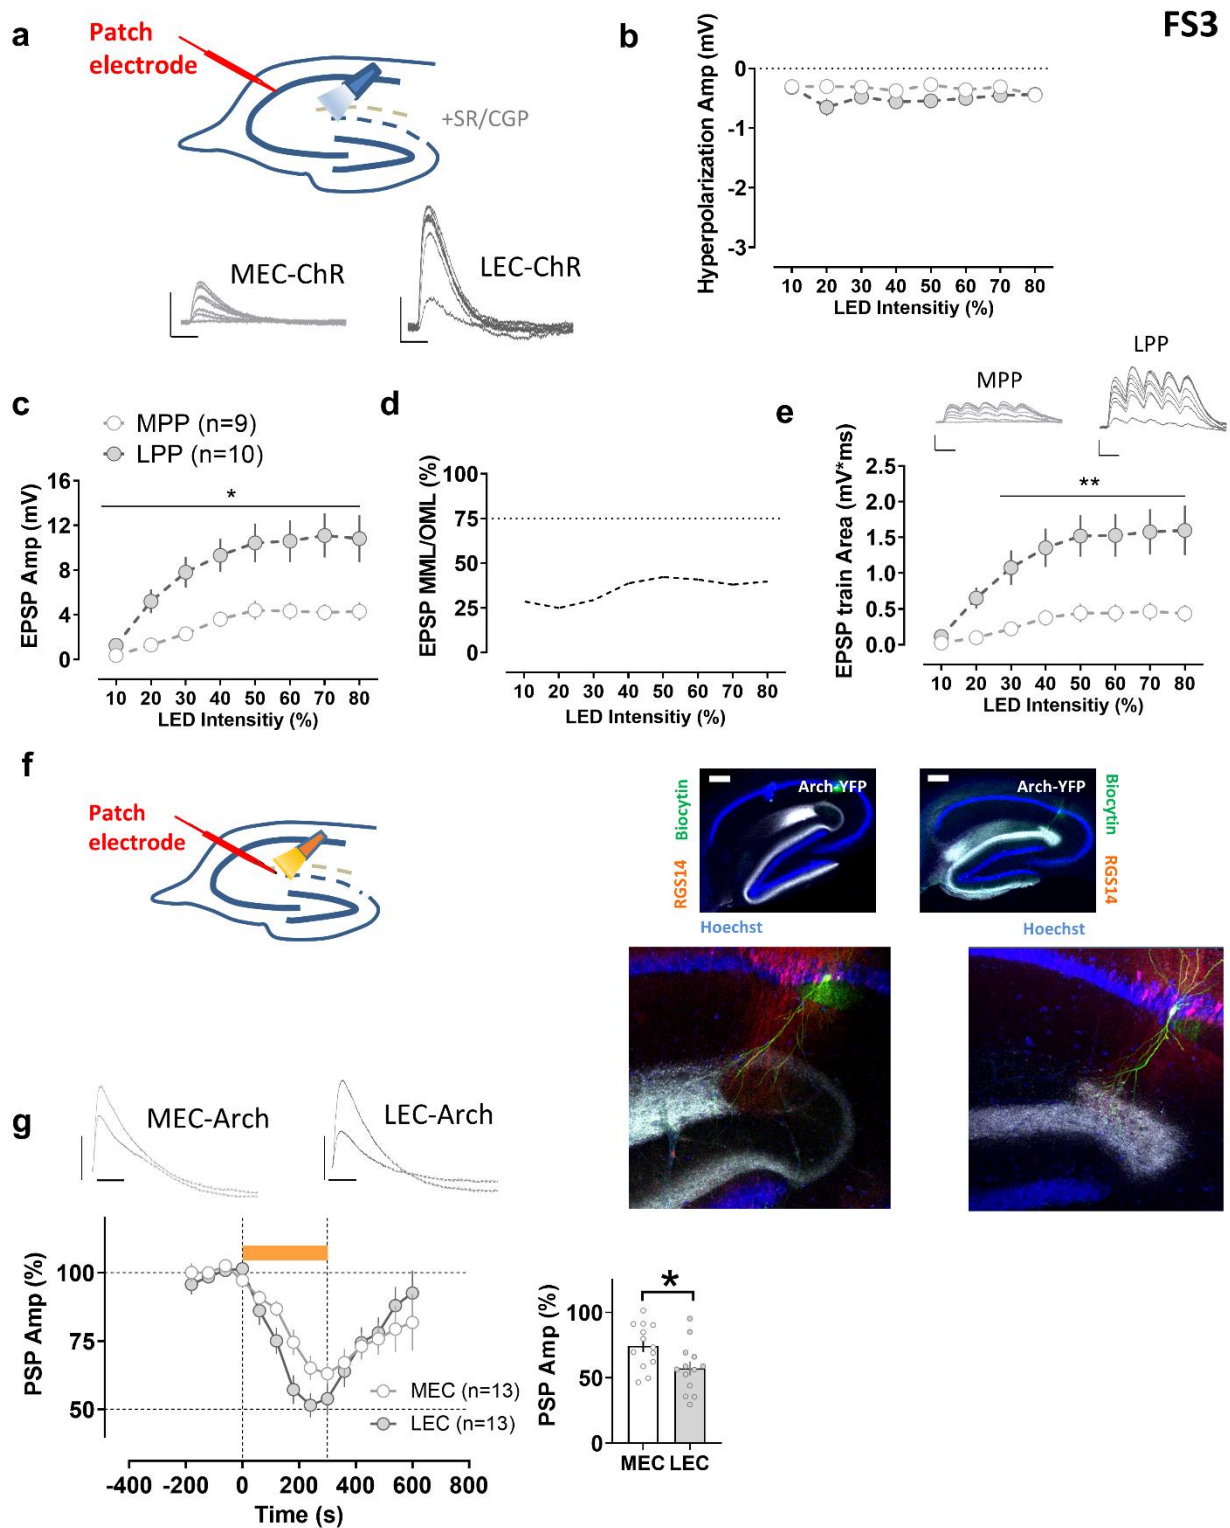 FS3
a
Patch
electrode
+SR/CGP
MEC-ChR
LEC-ChR
b
Hyperpolarization Amp (mV)
0
-1
-2
-3
10 20 30 40 50 60 70 80
LED Intensitiy (%)
c
MPP (n=9)
LPP (n=10)
EPSP Amp (mV)
16
12
8
4
0
*
10 20 30 40 50 60 70 80
LED Intensitiy (%)
d
EPSP MML/OML (%)
100
75
50
25
0
10 20 30 40 50 60 70 80
LED Intensitiy (%)
e
MPP
LPP
EPSP train Area (mV*ms)
2.5
2.0
1.5
1.0
0.5
0.0
**
10 20 30 40 50 60 70 80
LED Intensitiy (%)
f
Patch
electrode
RGS14
Biocytin
Arch-YFP
Hoechst
Arch-YFP
Biocytin
RGS14
Hoechst
g
MEC-Arch
LEC-Arch
PSP Amp (%)
100
75
50
MEC (n=13)
LEC (n=13)
-400 -200 0 200 400 600 800
Time (s)
PSP Amp (%)
100
50
0
*
MEC LEC